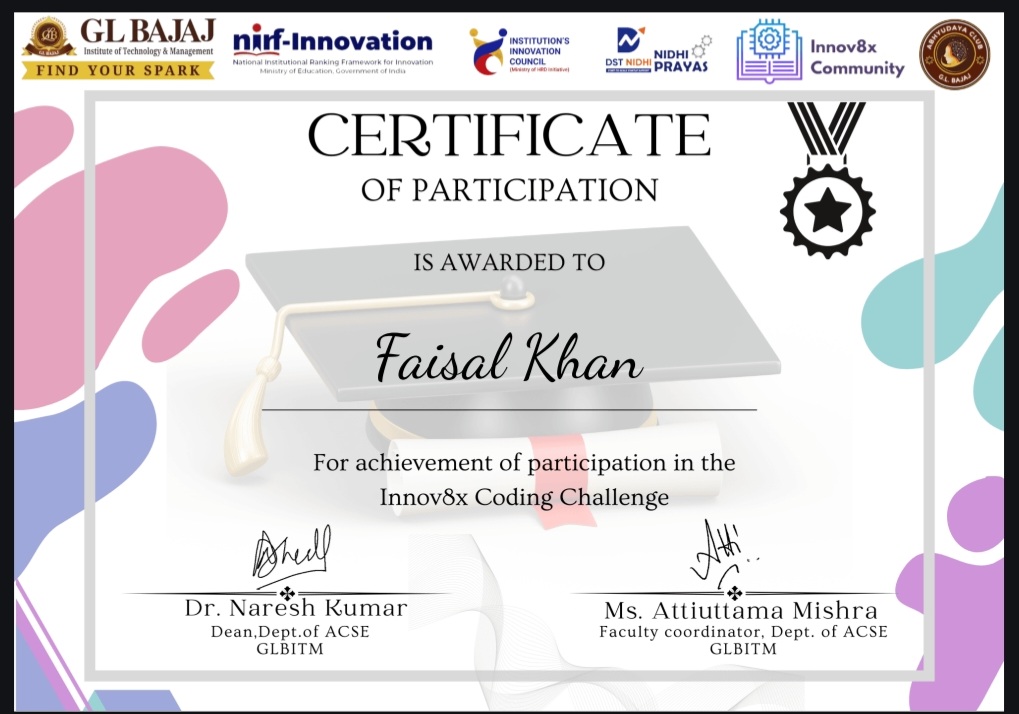 GL BAJAJ
Institute of Technology & Management
FIND YOUR SPARK
nirf-Innovation
National Institutional Ranking Framework for Innovation
Ministry of Education, Government of India
INSTITUTION'S
INNOVATION
COUNCIL
(Ministry of HRD Initiative)
DST NIDHI
NIDHI
PRAYAS
Innov8x
Community
ABHYUDAYA CLUB
G.L. BAJAJ
CERTIFICATE
OF PARTICIPATION
IS AWARDED TO
Faisal Khan
For achievement of participation in the
Innov8x Coding Challenge
Dr. Naresh Kumar
Dean,Dept.of ACSE
GLBITM
Ms. Attiuttama Mishra
Faculty coordinator, Dept. of ACSE
GLBITM